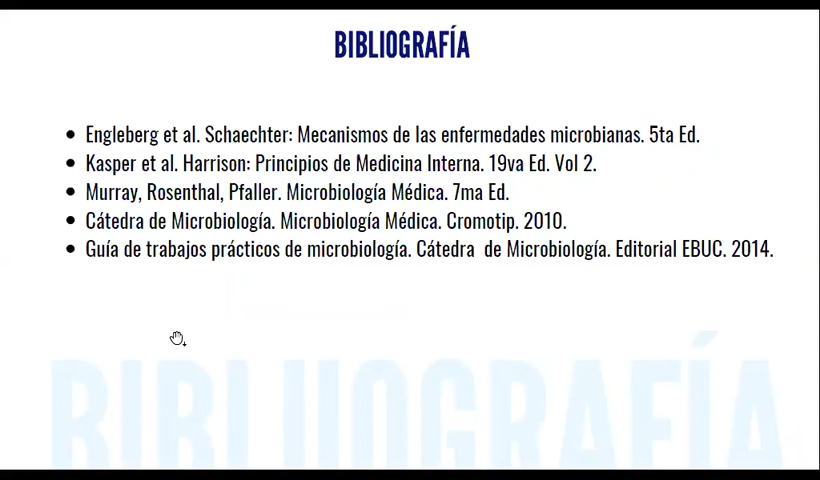 BIBLIOGRAFÍA
• Engleberg et al. Schaechter: Mecanismos de las enfermedades microbianas. 5ta Ed.
• Kasper et al. Harrison: Principios de Medicina Interna. 19va Ed. Vol 2.
• Murray, Rosenthal, Pfaller. Microbiología Médica. 7ma Ed.
• Cátedra de Microbiología. Microbiología Médica. Cromotip. 2010.
• Guía de trabajos prácticos de microbiología. Cátedra de Microbiología. Editorial EBUC. 2014.
BIBLIOGRAFÍA